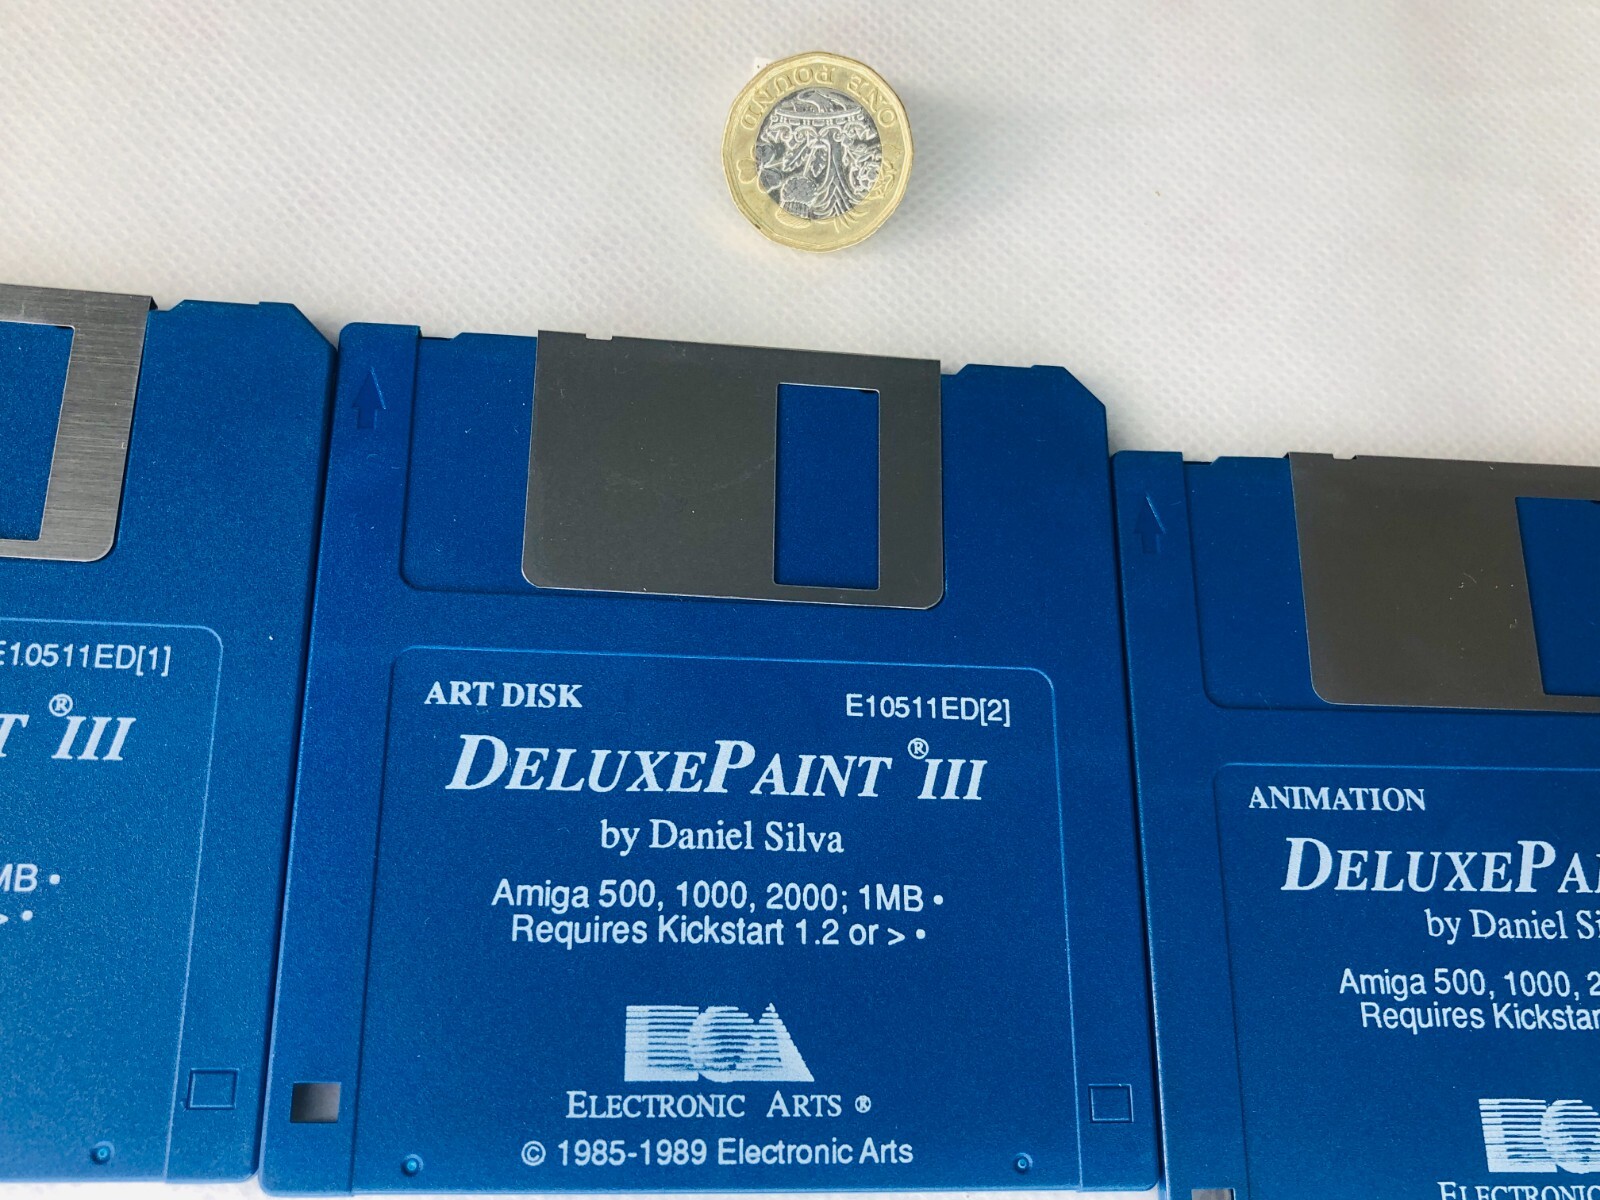 ONE POUND
E10511ED[1]
T ®III
MB •
> •
ART DISK
E10511ED[2]
DELUXEPAINT ®III
by Daniel Silva
Amiga 500, 1000, 2000; 1MB •
Requires Kickstart 1.2 or > •
ELECTRONIC ARTS ®
© 1985-1989 Electronic Arts
ANIMATION
DELUXEPA
by Daniel Si
Amiga 500, 1000, 2
Requires Kickstar
ELECTRONIC